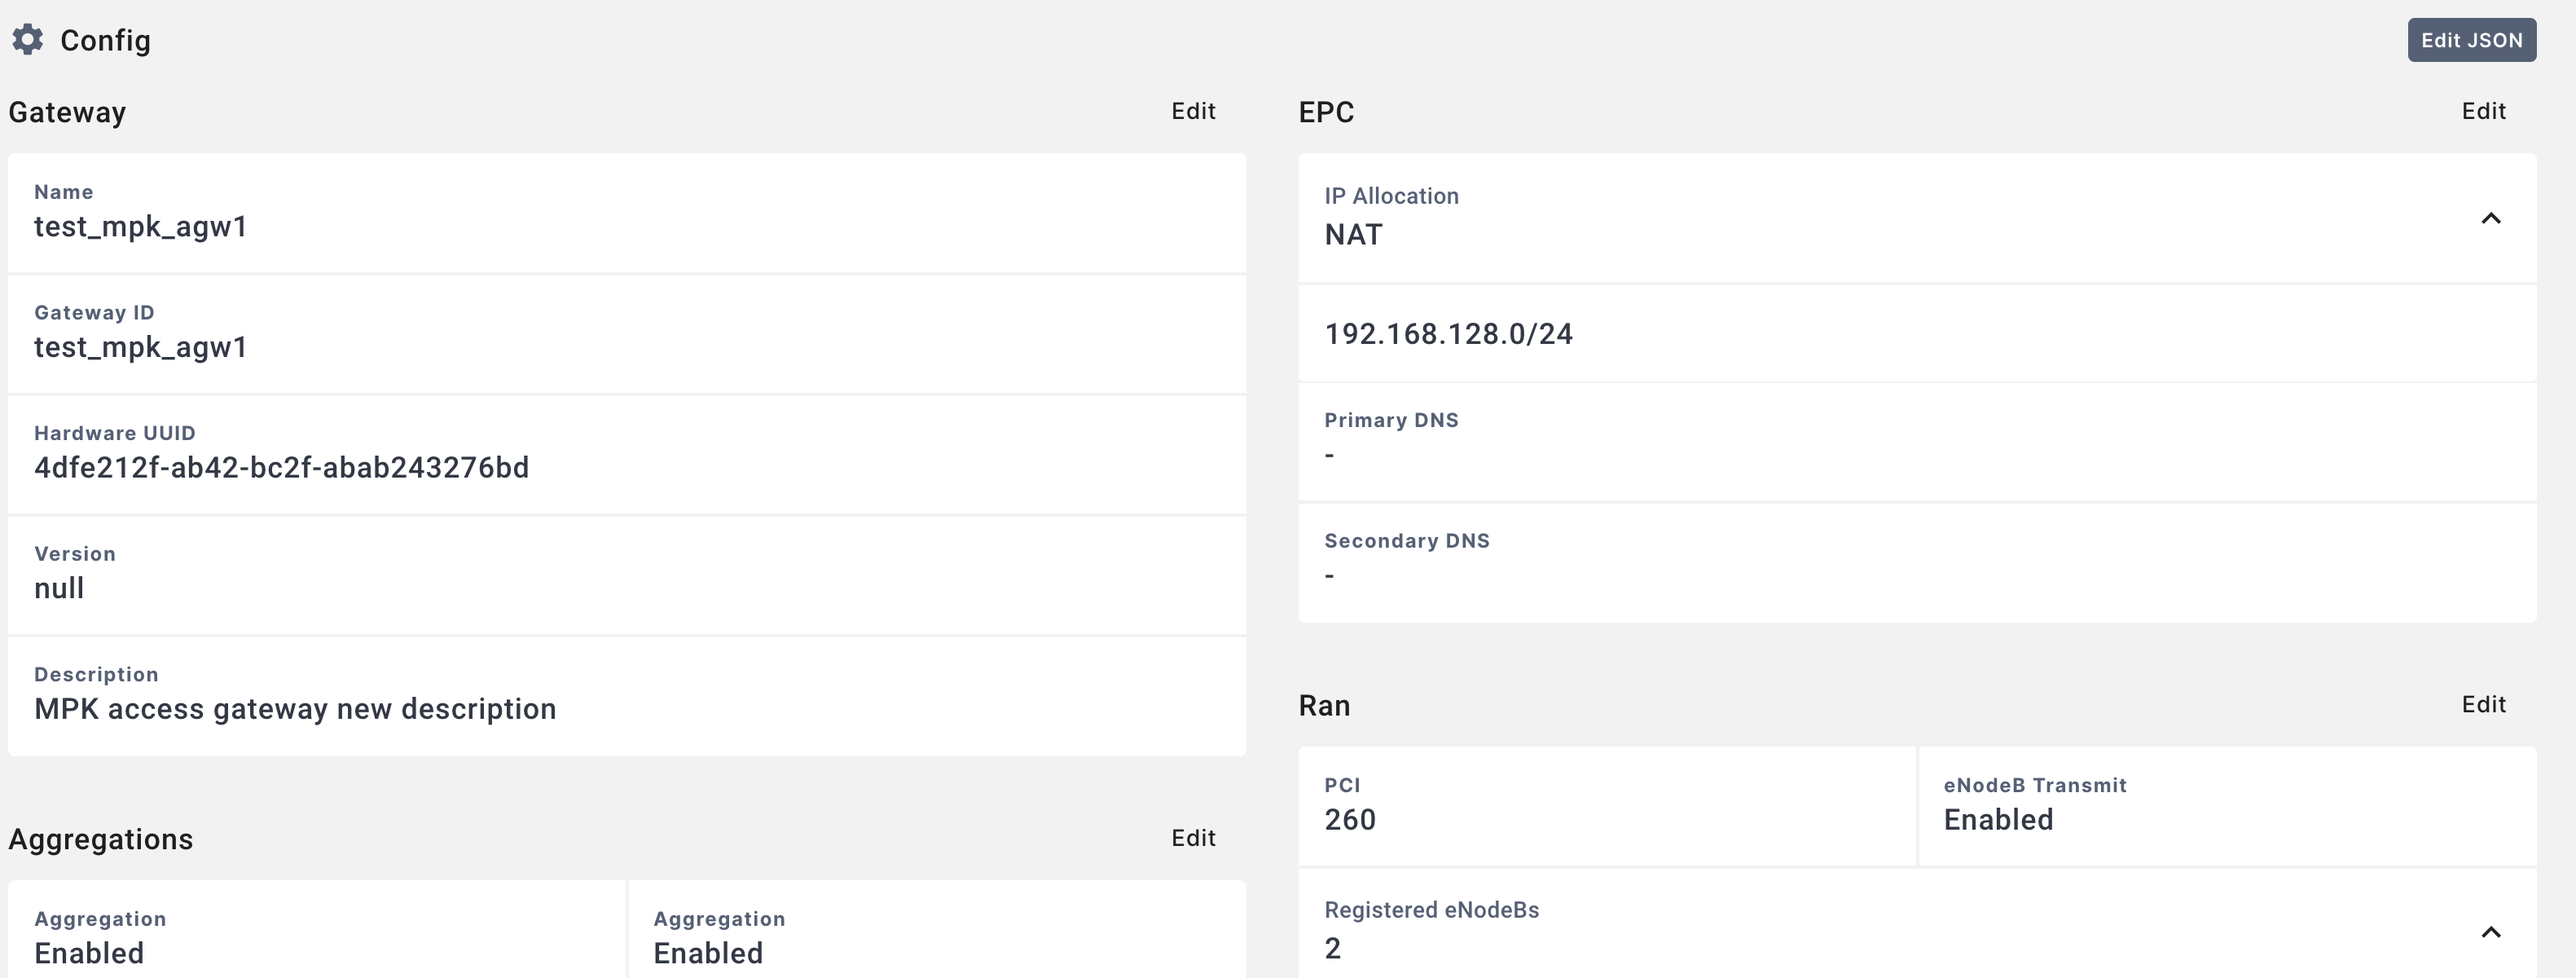 Config
Edit JSON
Gateway
Edit
Name
test_mpk_agw1
Gateway ID
test_mpk_agw1
Hardware UUID
4dfe212f-ab42-bc2f-abab243276bd
Version
null
Description
MPK access gateway new description
Aggregations
Edit
Aggregation
Enabled
Aggregation
Enabled
EPC
Edit
IP Allocation
NAT
192.168.128.0/24
Primary DNS
-
Secondary DNS
-
Ran
Edit
PCI
260
eNodeB Transmit
Enabled
Registered eNodeBs
2